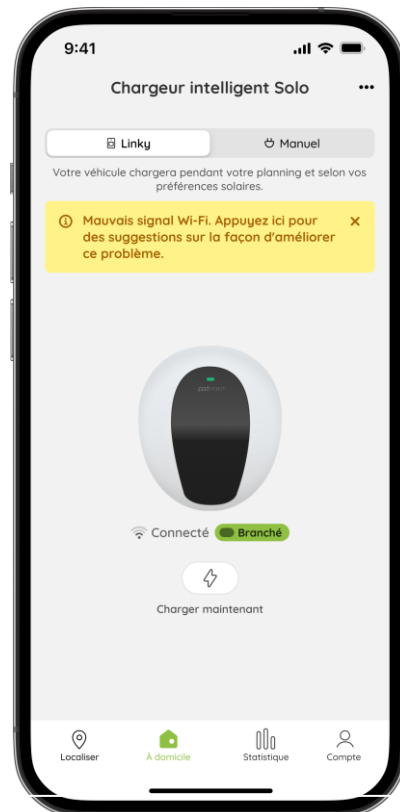 9:41
Chargeur intelligent Solo
Linky
Manuel
Votre véhicule chargera pendant votre planning et selon vos
préférences solaires.
Mauvais signal Wi-Fi. Appuyez ici pour
des suggestions sur la façon d'améliorer
ce problème.
Connecté
Branché
Charger maintenant
Localiser
À domicile
Statistique
Compte